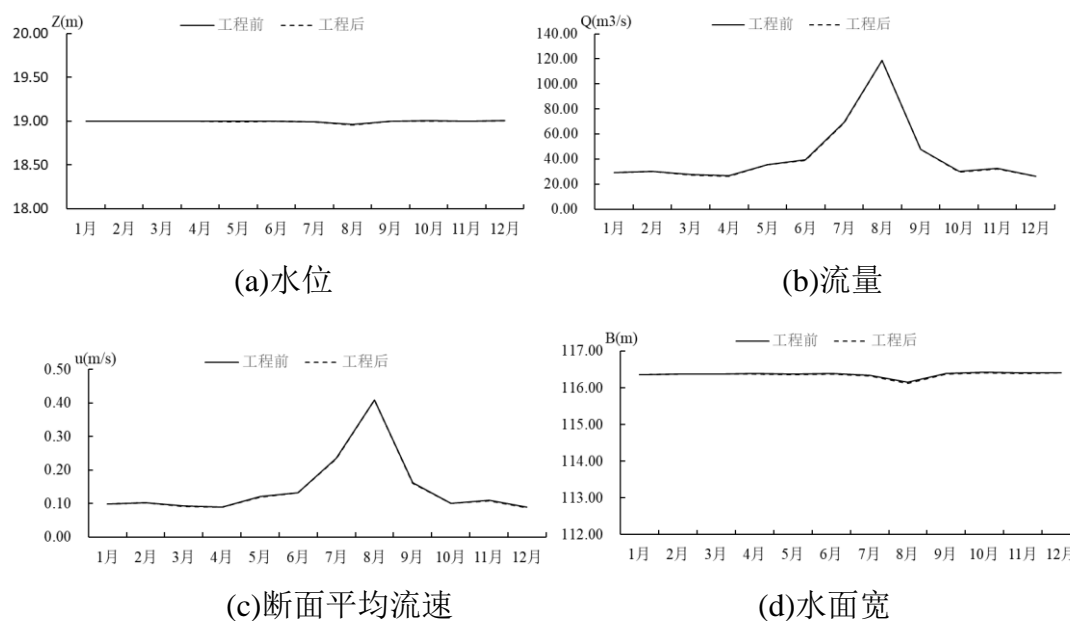 Z(m)
工程前 工程后
20.00
19.50
19.00
18.50
18.00
1月 2月 3月 4月 5月 6月 7月 8月 9月 10月 11月 12月
(a)水位
Q(m3/s)
工程前 工程后
140.00
120.00
100.00
80.00
60.00
40.00
20.00
0.00
1月 2月 3月 4月 5月 6月 7月 8月 9月 10月 11月 12月
(b)流量
u(m/s)
工程前 工程后
0.50
0.40
0.30
0.20
0.10
0.00
1月 2月 3月 4月 5月 6月 7月 8月 9月 10月 11月 12月
(c)断面平均流速
B(m)
工程前 工程后
117.00
116.00
115.00
114.00
113.00
112.00
1月 2月 3月 4月 5月 6月 7月 8月 9月 10月 11月 12月
(d)水面宽